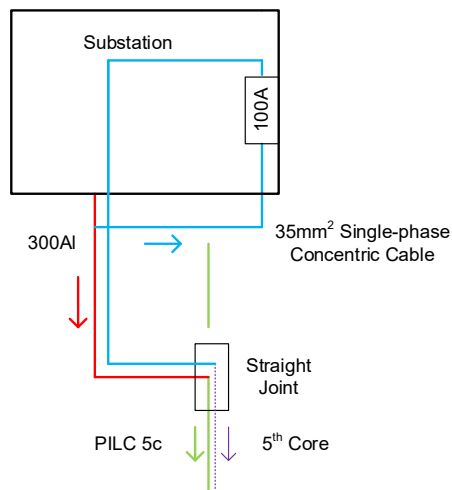 Substation
100A
300Al
35mm² Single-phase
Concentric Cable
Straight
Joint
PILC 5c
5th Core